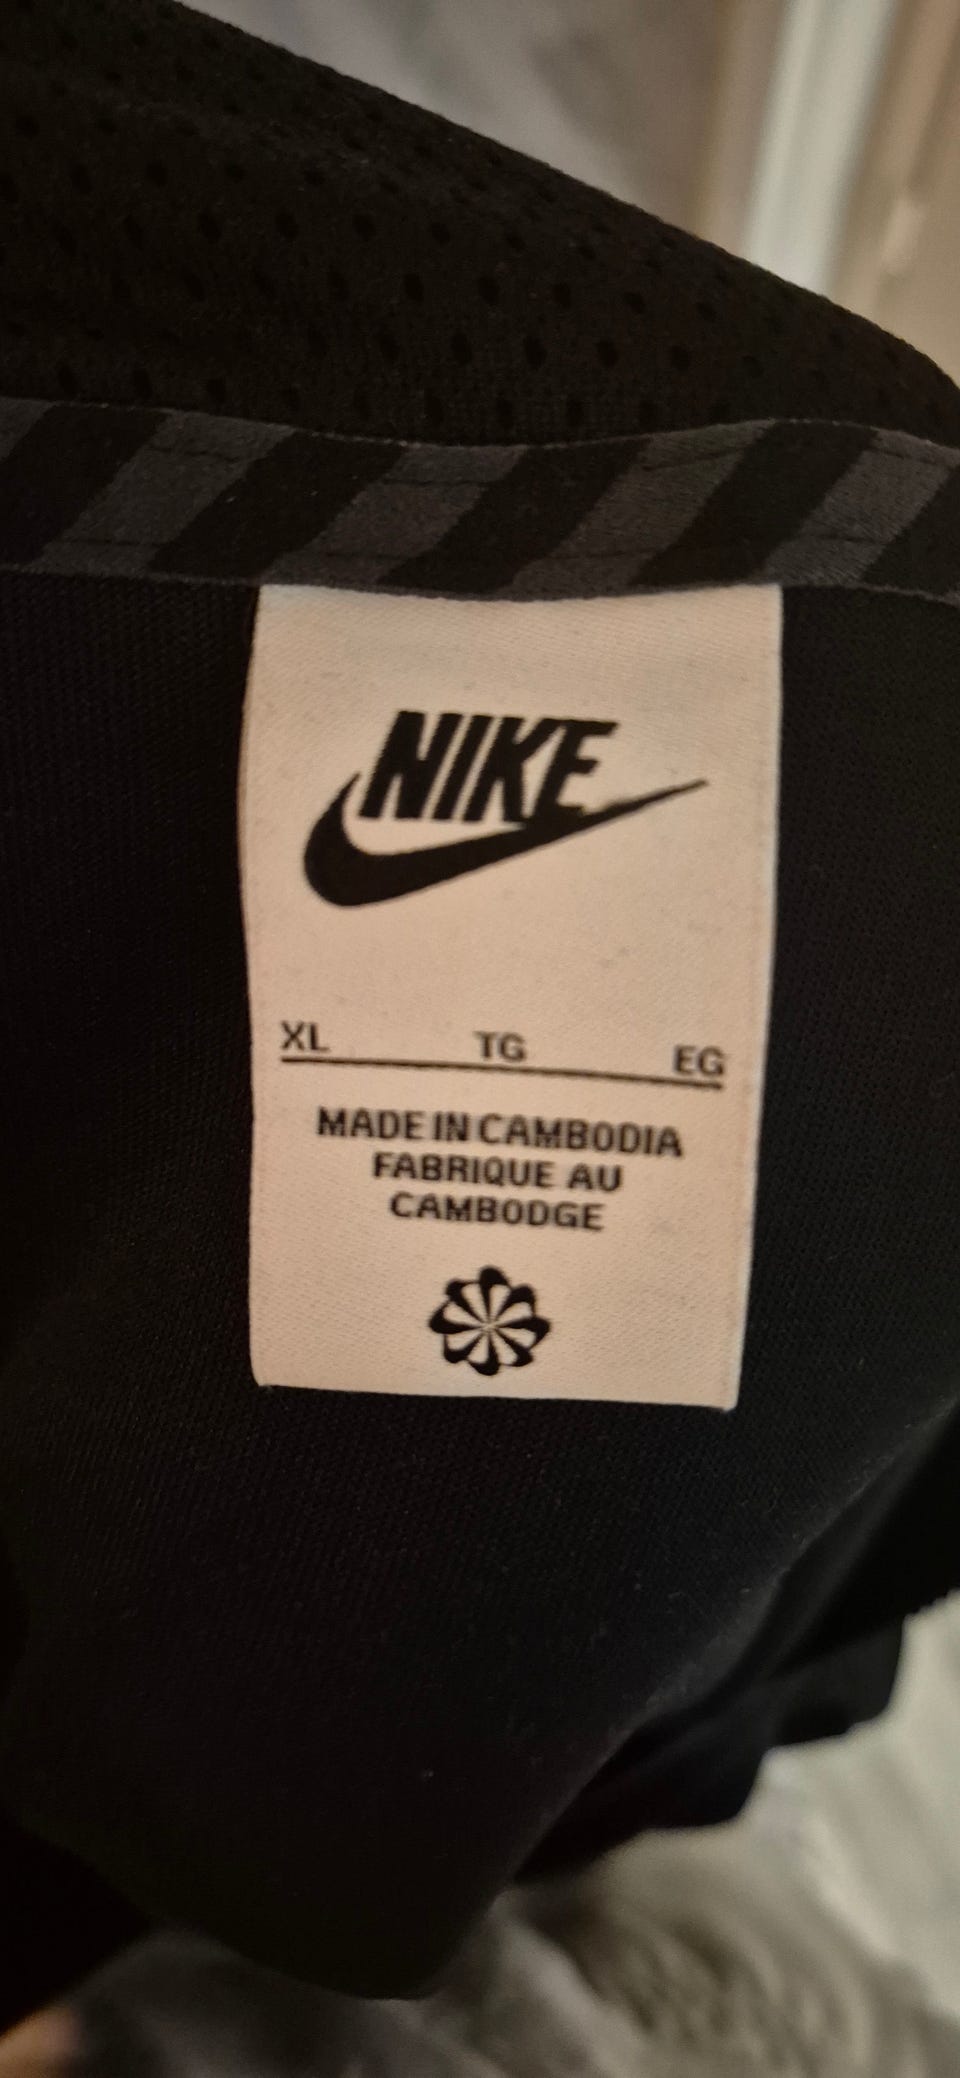 NIKE
XL TG EG
MADE IN CAMBODIA
FABRIQUE AU
CAMBODGE